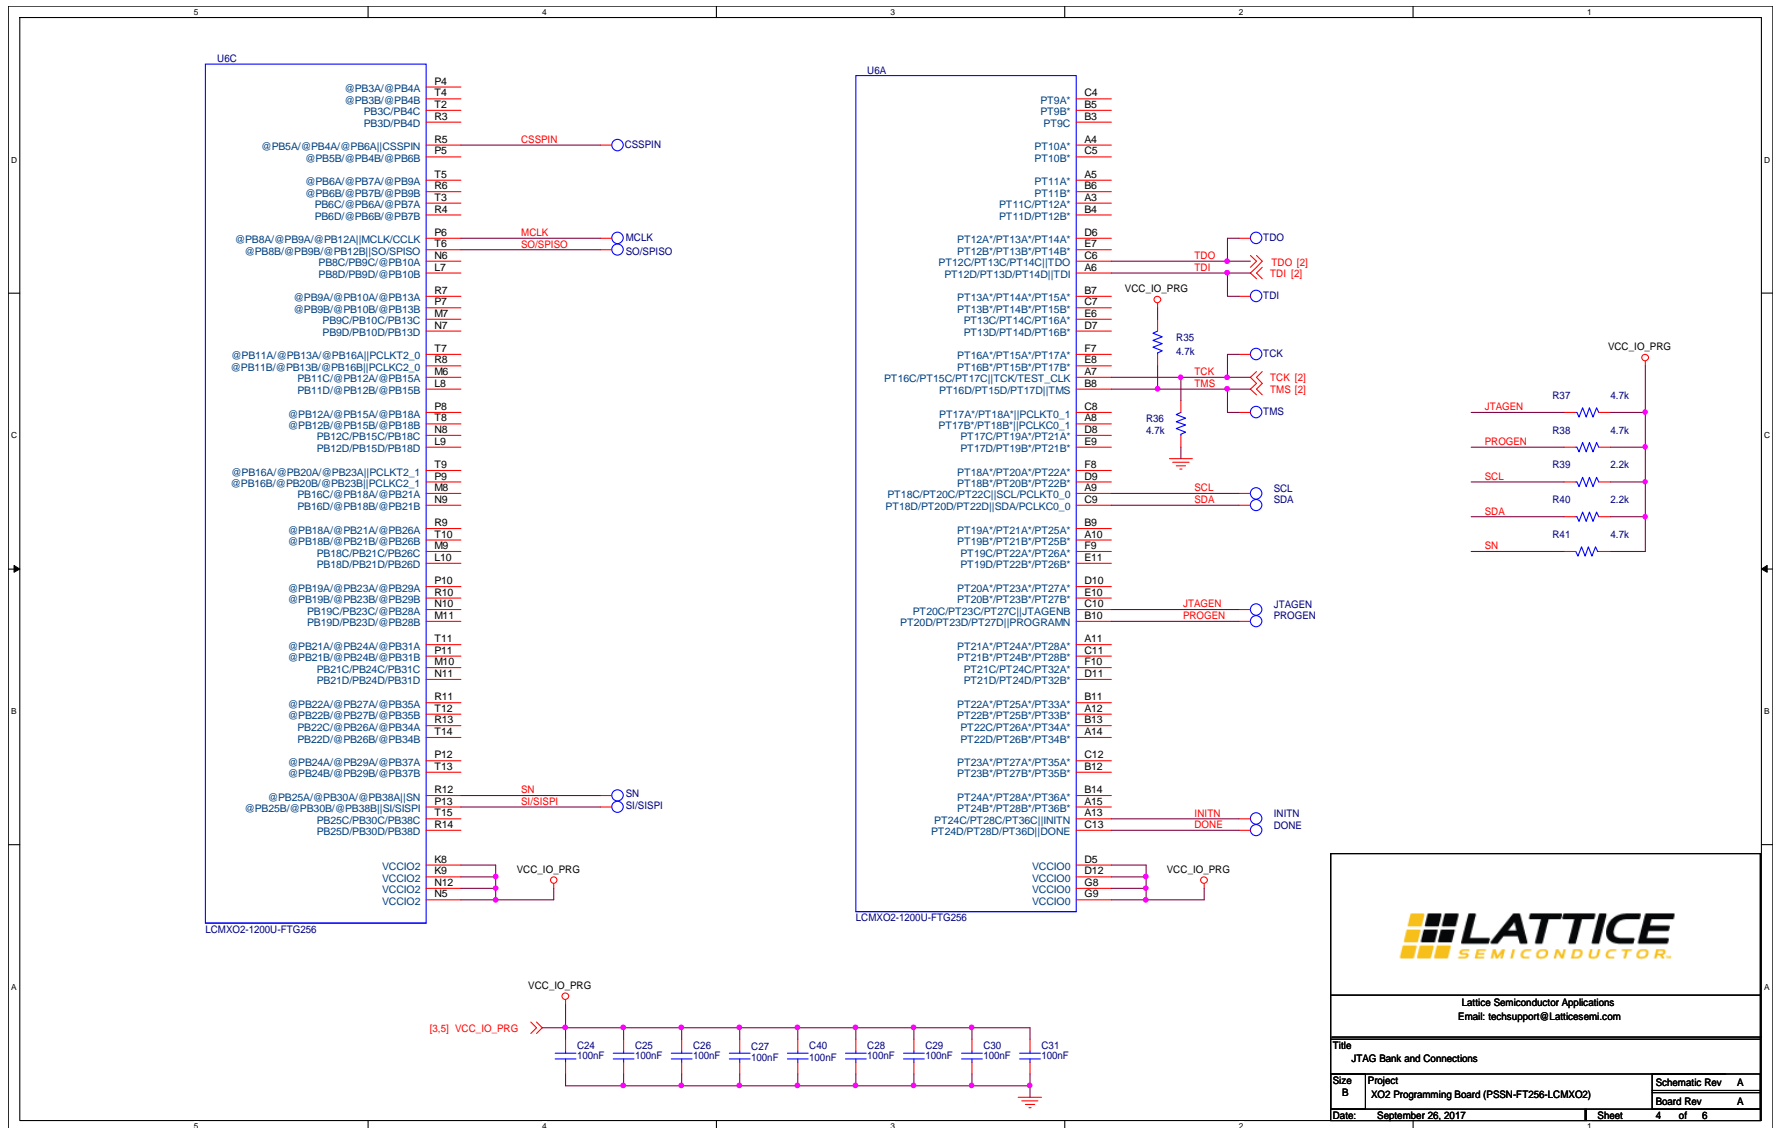 5 4 3 2 1
D
C
B
A
U6C
@PB3A/@PB4A P4
@PB3B/@PB4B T4
PB3C/PB4C T2
PB3D/PB4D R3
@PB5A/@PB4A/@PB6A||CSSPIN R5 CSSPIN CSSPIN
@PB5B/@PB4B/@PB6B P5
@PB6A/@PB7A/@PB9A T5
@PB6B/@PB7B/@PB9B R6
PB6C/@PB6A/@PB7A T3
PB6D/@PB6B/@PB7B R4
@PB8A/@PB9A/@PB12A||MCLK/CCLK P6 MCLK MCLK
@PB8B/@PB9B/@PB12B||SO/SPISO T6 SO/SPISO SO/SPISO
PB8C/PB9C/@PB10A N6
PB8D/PB9D/@PB10B L7
@PB9A/@PB10A/@PB13A R7
@PB9B/@PB10B/@PB13B P7
PB9C/PB10C/PB13C M7
PB9D/PB10D/PB13D N7
@PB11A/@PB13A/@PB16A||PCLKT2_0 T7
@PB11B/@PB13B/@PB16B||PCLKC2_0 R8
PB11C/@PB12A/@PB15A M6
PB11D/@PB12B/@PB15B L8
@PB12A/@PB15A/@PB18A P8
@PB12B/@PB15B/@PB18B T8
PB12C/PB15C/PB18C N8
PB12D/PB15D/PB18D L9
@PB16A/@PB20A/@PB23A||PCLKT2_1 T9
@PB16B/@PB20B/@PB23B||PCLKC2_1 P9
PB16C/@PB18A/@PB21A M8
PB16D/@PB18B/@PB21B N9
@PB18A/@PB21A/@PB26A R9
@PB18B/@PB21B/@PB26B T10
PB18C/PB21C/PB26C M9
PB18D/PB21D/PB26D L10
@PB19A/@PB23A/@PB29A P10
@PB19B/@PB23B/@PB29B R10
PB19C/PB23C/@PB28A N10
PB19D/PB23D/@PB28B M11
@PB21A/@PB24A/@PB31A T11
@PB21B/@PB24B/@PB31B P11
PB21C/PB24C/PB31C M10
PB21D/PB24D/PB31D N11
@PB22A/@PB27A/@PB35A R11
@PB22B/@PB27B/@PB35B T12
PB22C/@PB26A/@PB34A R13
PB22D/@PB26B/@PB34B T14
@PB24A/@PB29A/@PB37A P12
@PB24B/@PB29B/@PB37B T13
@PB25A/@PB30A/@PB38A||SN R12 SN SN
@PB25B/@PB30B/@PB38B||SI/SISPI P13 SI/SISPI SI/SISPI
PB25C/PB30C/PB38C T15
PB25D/PB30D/PB38D R14
VCCIO2 K8
VCCIO2 K9 VCC_IO_PRG
VCCIO2 N12
VCCIO2 N5
LCMXO2-1200U-FTG256
U6A
PT9A* C4
PT9B* B5
PT9C B3
PT10A* A4
PT10B* C5
PT11A* A5
PT11B* B6
PT11C/PT12A* A3
PT11D/PT12B* B4
PT12A*/PT13A*/PT14A* D6 TDO
PT12B*/PT13B*/PT14B* E7
PT12C/PT13C/PT14C||TDO C6 TDO TDO [2]
PT12D/PT13D/PT14D||TDI A6 TDI TDI [2]
PT13A*/PT14A*/PT15A* B7 VCC_IO_PRG TDI
PT13B*/PT14B*/PT15B* C7
PT13C/PT14C/PT16A* E6
PT13D/PT14D/PT16B* D7
R35
4.7k
PT16A*/PT15A*/PT17A* F7 TCK
PT16B*/PT15B*/PT17B* E8
PT16C/PT15C/PT17C||TCK/TEST_CLK A7 TCK TCK [2]
PT16D/PT15D/PT17D||TMS B8 TMS TMS [2]
PT17A*/PT18A*||PCLKT0_1 C8 TMS
PT17B*/PT18B*||PCLKC0_1 A8
PT17C/PT19A*/PT21A* D8
PT17D/PT19B*/PT21B* E9
R36
4.7k
PT18A*/PT20A*/PT22A* F8
PT18B*/PT20B*/PT22B* D9
PT18C/PT20C/PT22C||SCL/PCLKT0_0 A9 SCL SCL
PT18D/PT20D/PT22D||SDA/PCLKC0_0 C9 SDA SDA
PT19A*/PT21A*/PT25A* B9
PT19B*/PT21B*/PT25B* A10
PT19C/PT22A*/PT26A* F9
PT19D/PT22B*/PT26B* E11
PT20A*/PT23A*/PT27A* D10
PT20B*/PT23B*/PT27B* E10
PT20C/PT23C/PT27C||JTAGENB C10 JTAGEN JTAGEN
PT20D/PT23D/PT27D||PROGRAMN B10 PROGEN PROGEN
PT21A*/PT24A*/PT28A* A11
PT21B*/PT24B*/PT28B* C11
PT21C/PT24C/PT32A* F10
PT21D/PT24D/PT32B* D11
PT22A*/PT25A*/PT33A* B11
PT22B*/PT25B*/PT33B* A12
PT22C/PT26A*/PT34A* B13
PT22D/PT26B*/PT34B* A14
PT23A*/PT27A*/PT35A* C12
PT23B*/PT27B*/PT35B* B12
PT24A*/PT28A*/PT36A* B14
PT24B*/PT28B*/PT36B* A15
PT24C/PT28C/PT36C||INITN A13 INITN INITN
PT24D/PT28D/PT36D||DONE C13 DONE DONE
VCCIO0 D5
VCCIO0 D12 VCC_IO_PRG
VCCIO0 G8
VCCIO0 G9
LCMXO2-1200U-FTG256
VCC_IO_PRG
JTAGEN R37 4.7k
PROGEN R38 4.7k
SCL R39 2.2k
SDA R40 2.2k
SN R41 4.7k
VCC_IO_PRG
[3,5] VCC_IO_PRG
C24 100nF
C25 100nF
C26 100nF
C27 100nF
C40 100nF
C28 100nF
C29 100nF
C30 100nF
C31 100nF
LATTICE
SEMICONDUCTOR.
Lattice Semiconductor Applications
Email: techsupport@Latticesemi.com
Title
JTAG Bank and Connections
Size Project Schematic Rev A
B XO2 Programming Board (PSSN-FT256-LCMXO2) Board Rev A
Date: September 26, 2017 Sheet 4 of 6
D
C
B
A
5 4 3 2 1